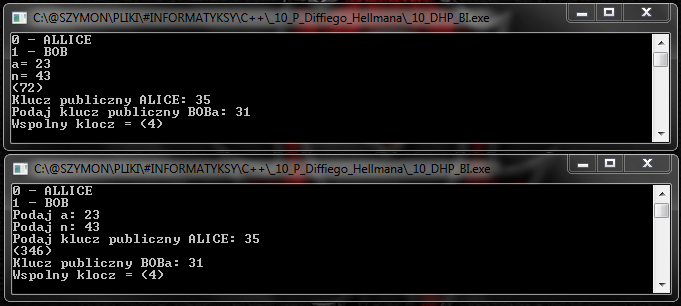 C:\@SZYMON\PLIKI\#INFORMATYKSY\C++\_10_P_Diffiego_Hellmana\_10_DHP_BI.exe
0 - ALLICE
1 - BOB
a= 23
n= 43
(72)
Klucz publiczny ALICE: 35
Podaj klucz publiczny BOBa: 31
Wspolny klocz = (4)
C:\@SZYMON\PLIKI\#INFORMATYKSY\C++\_10_P_Diffiego_Hellmana\_10_DHP_BI.exe
0 - ALLICE
1 - BOB
Podaj a: 23
Podaj n: 43
Podaj klucz publiczny ALICE: 35
(346)
Klucz publiczny BOBa: 31
Wspolny klocz = (4)